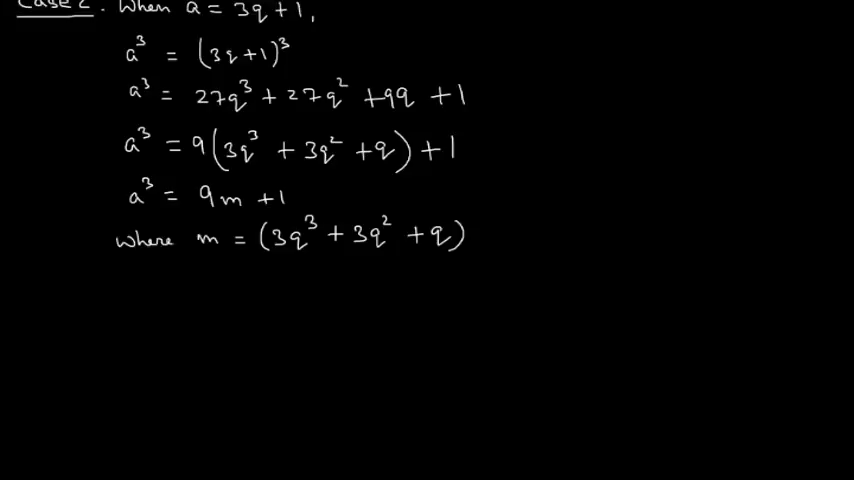 Case 2. When a = 3q + 1,
a³ = (3q+1)³
a³ = 27q³ + 27q² + 9q + 1
a³ = 9(3q³ + 3q² + q) + 1
a³ = 9m + 1
where m = (3q³ + 3q² + q)